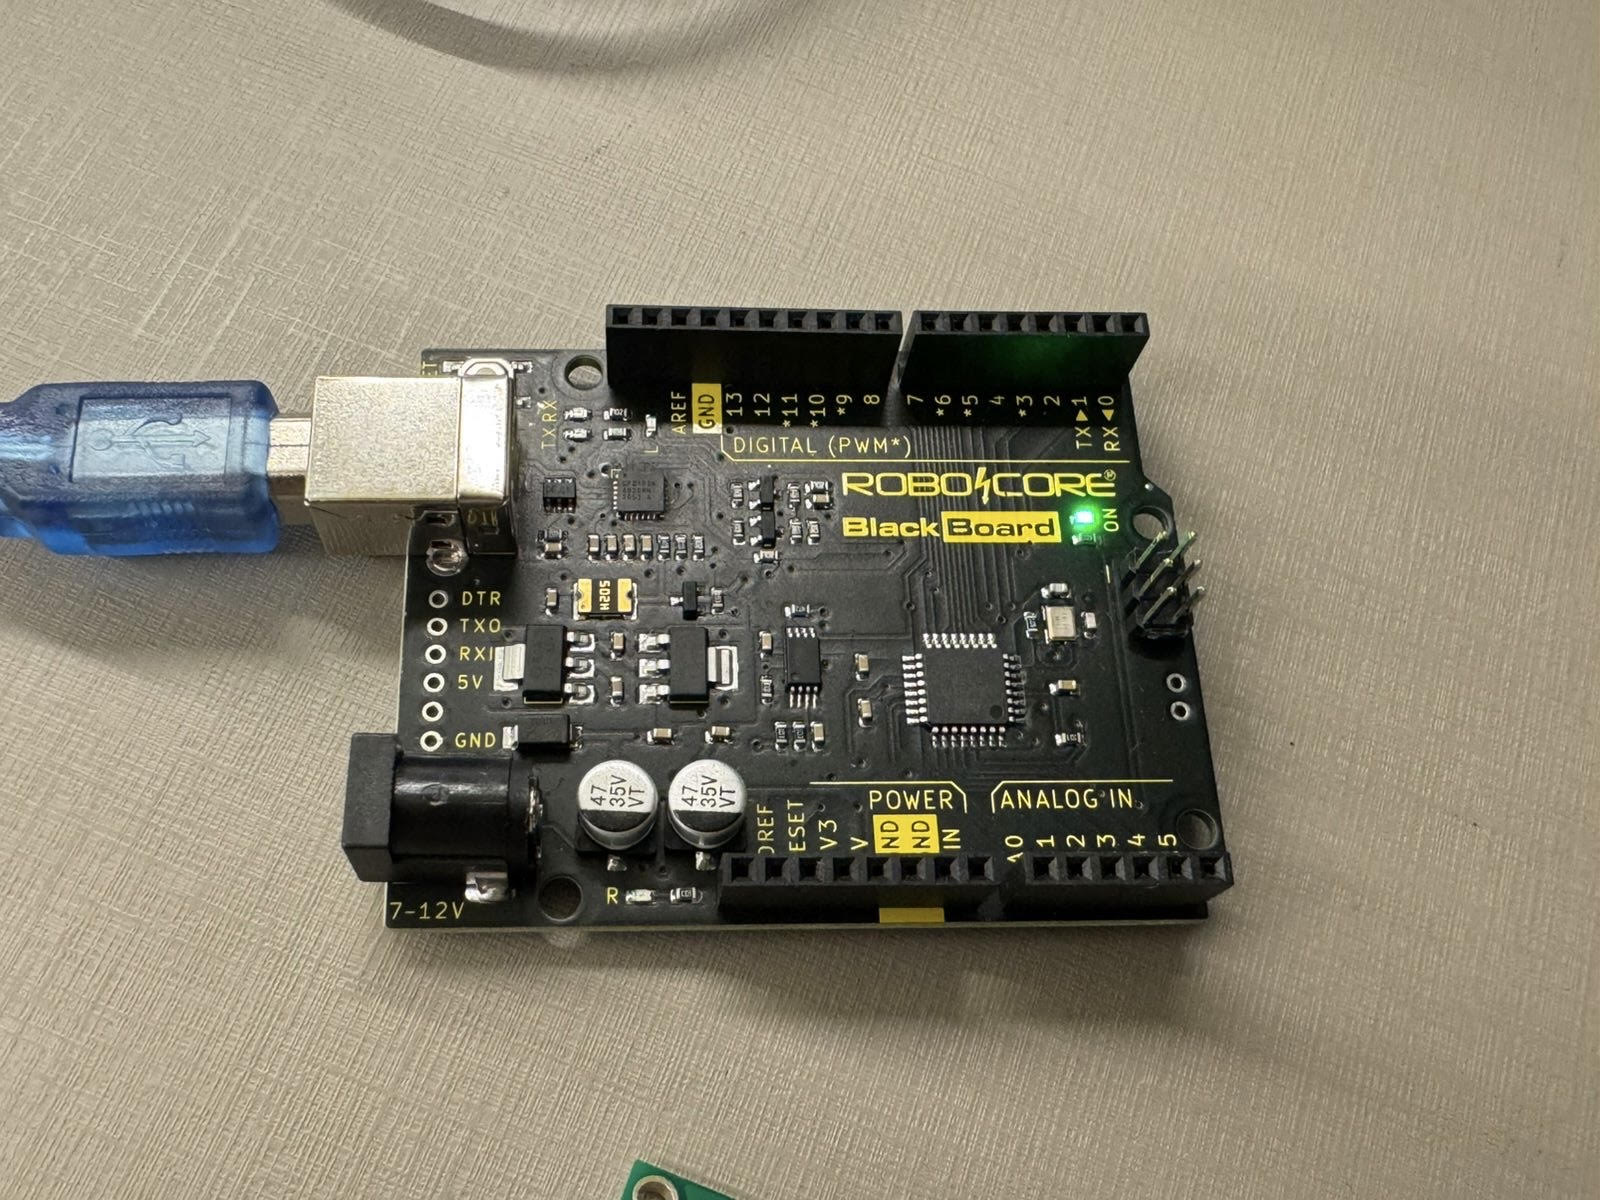 TX RX
L
AREF
GND
13
12
*11
*10
*9
8
7
*6
*5
4
*3
2
TX▶1
RX◀0
DIGITAL (PWM*)
ROBOCORE®
BlackBoard
ON
DTR
TXO
RXI
5V
GND
7-12V
47
35V
VT
47
35V
VT
POWER
ANALOG IN
OREF
ESET
V3
V
ND
ND
IN
A0
1
2
3
4
5
R